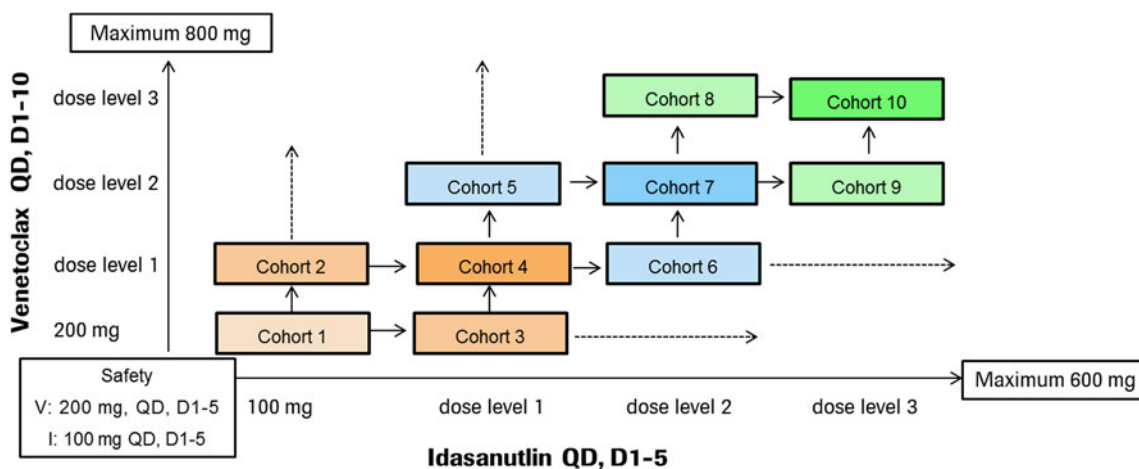 Maximum 800 mg
Venetoclax QD, D1-10
dose level 3
Cohort 8
Cohort 10
dose level 2
Cohort 5
Cohort 7
Cohort 9
dose level 1
Cohort 2
Cohort 4
Cohort 6
200 mg
Cohort 1
Cohort 3
Safety
V: 200 mg, QD, D1-5
I: 100 mg QD, D1-5
100 mg
dose level 1
dose level 2
dose level 3
Maximum 600 mg
Idasanutlin QD, D1-5